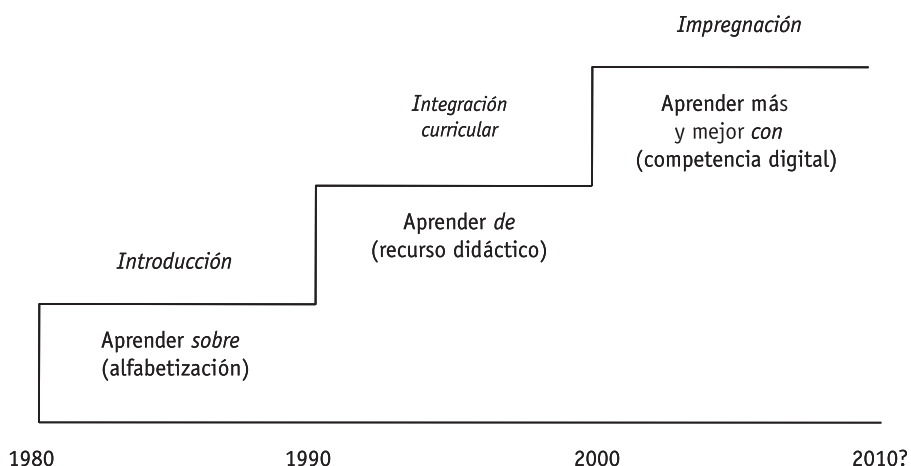 Impregnación
Aprender más
y mejor con
(competencia digital)
Integración
curricular
Aprender de
(recurso didáctico)
Introducción
Aprender sobre
(alfabetización)
1980
1990
2000
2010?